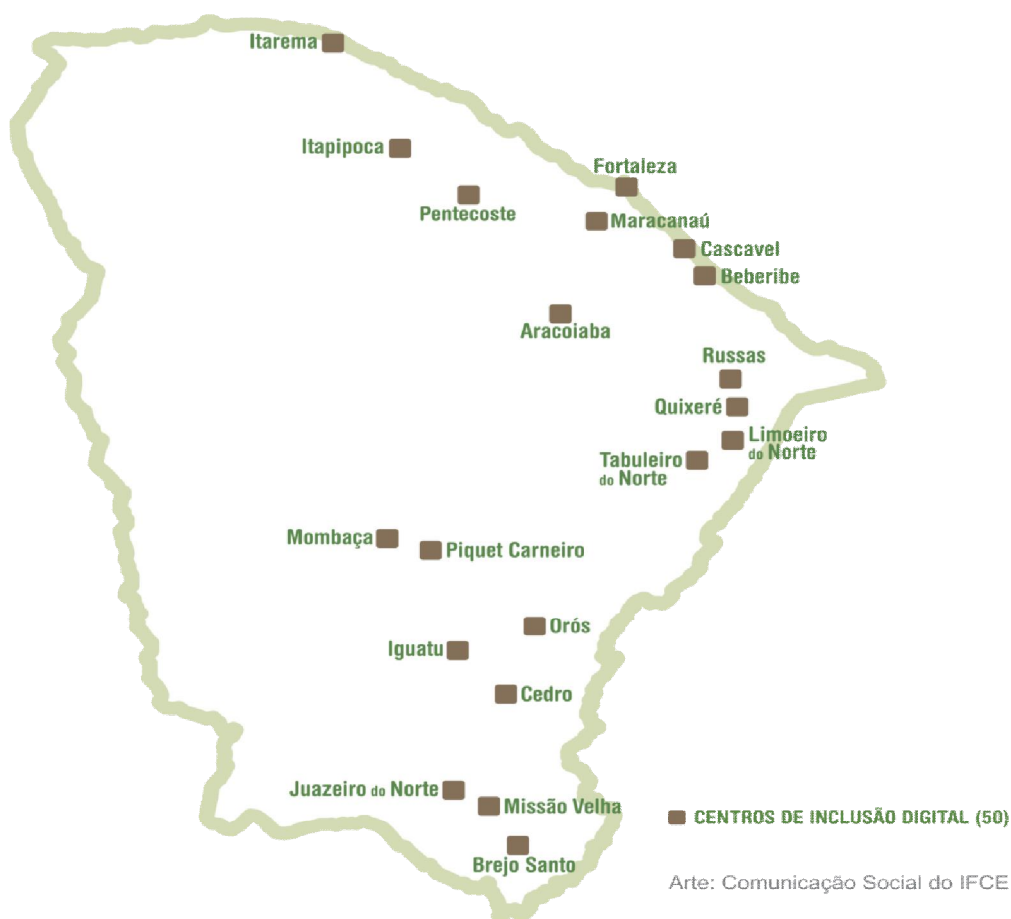 Itarema
Itapipoca
Fortaleza
Pentecoste
Maracanaú
Cascavel
Beberibe
Aracoiaba
Russas
Quixeré
Limoeiro
do Norte
Tabuleiro
do Norte
Mombaça
Piquet Carneiro
Orós
Iguatu
Cedro
Juazeiro do Norte
Missão Velha
CENTROS DE INCLUSÃO DIGITAL (50)
Brejo Santo
Arte: Comunicação Social do IFCE